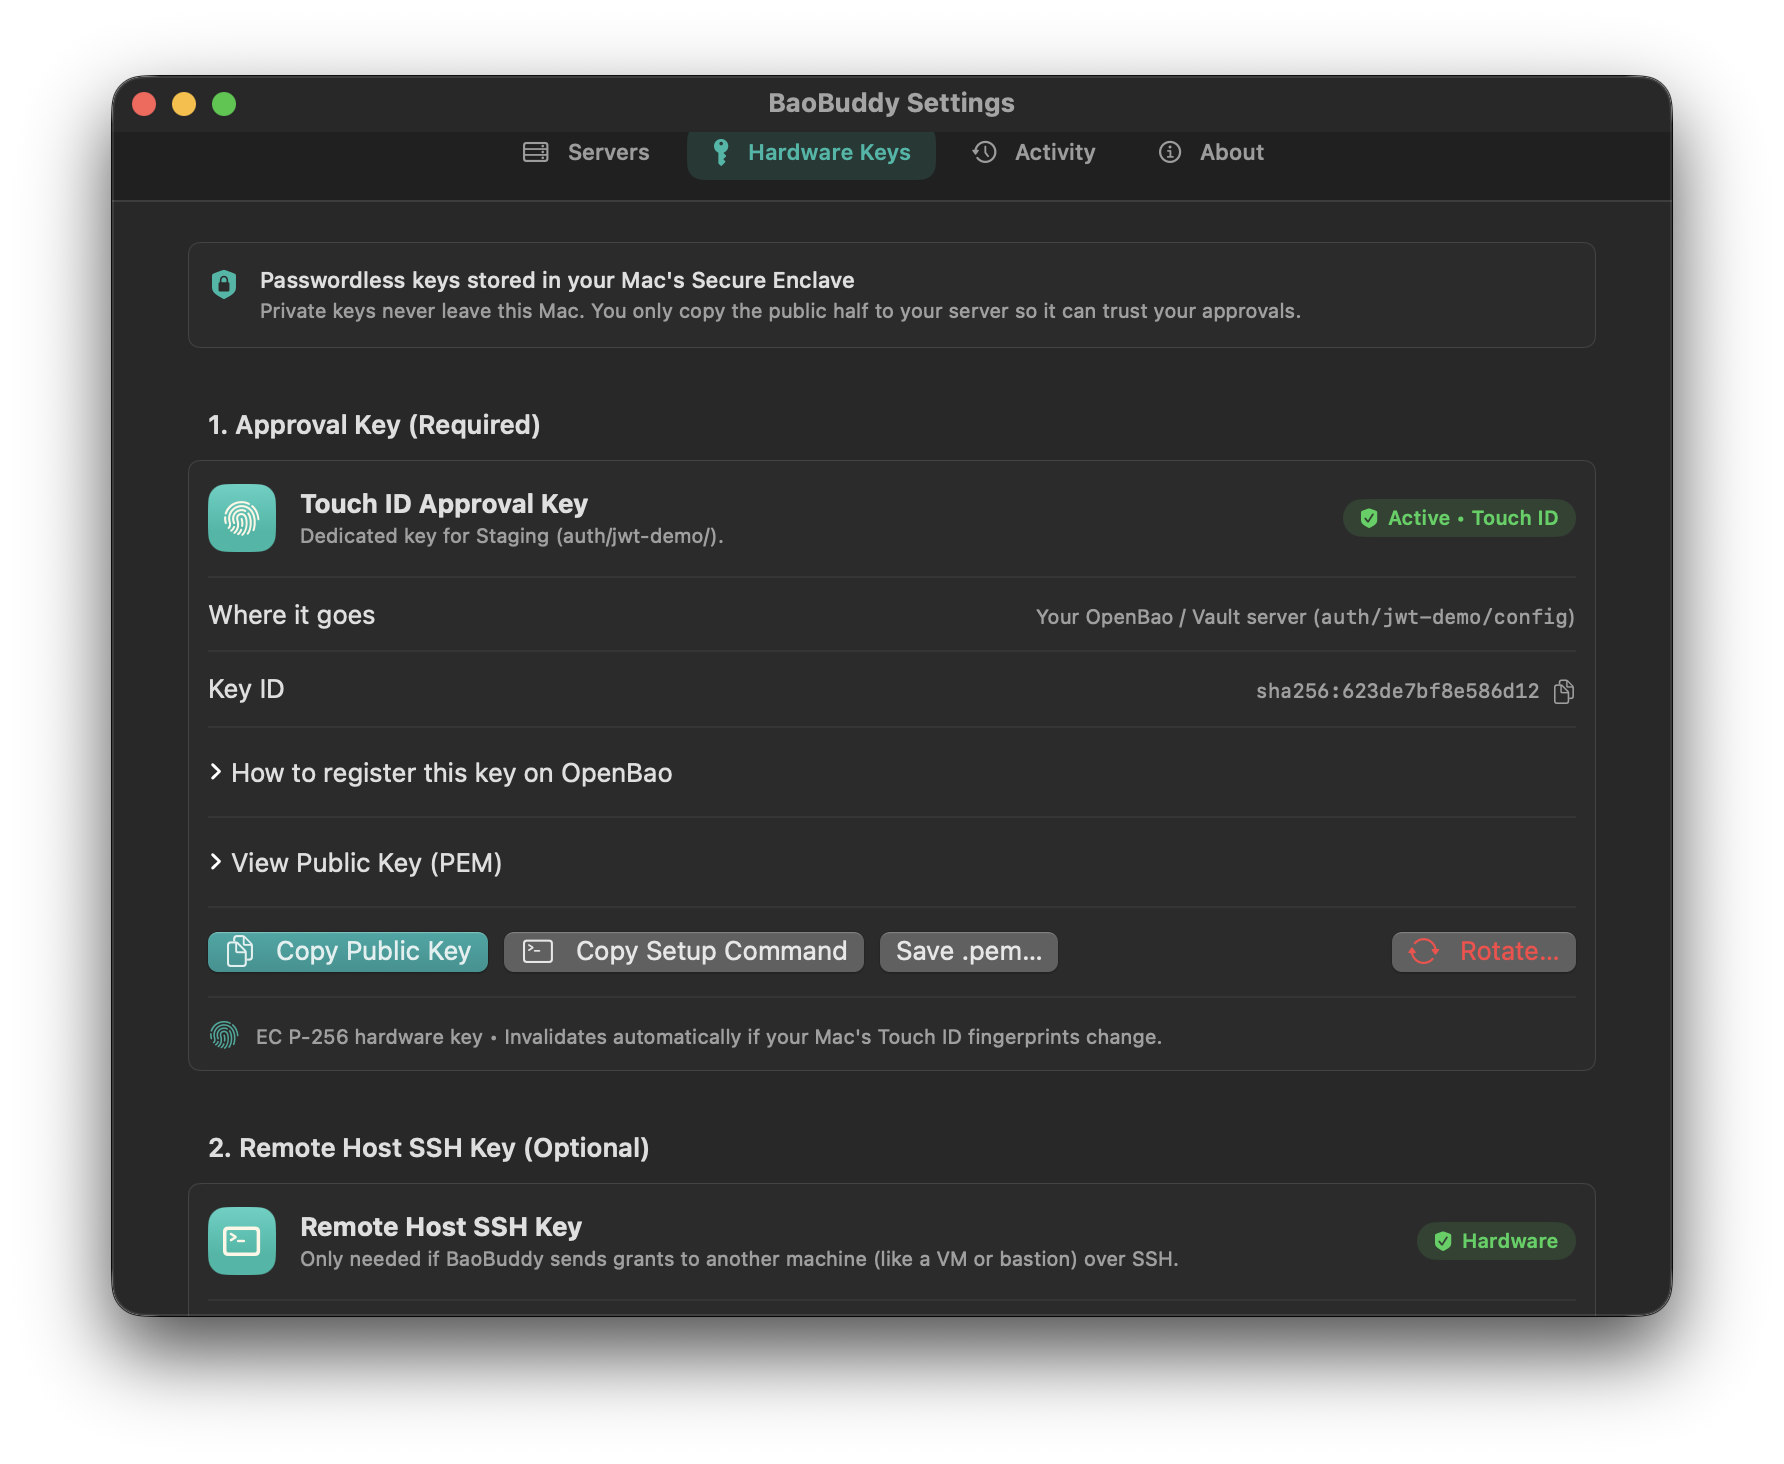 BaoBuddy Settings
Servers
Hardware Keys
Activity
About
Passwordless keys stored in your Mac's Secure Enclave
Private keys never leave this Mac. You only copy the public half to your server so it can trust your approvals.
1. Approval Key (Required)
Touch ID Approval Key
Dedicated key for Staging (auth/jwt-demo/).
Active • Touch ID
Where it goes
Your OpenBao / Vault server (auth/jwt-demo/config)
Key ID
sha256:623de7bf8e586d12
How to register this key on OpenBao
View Public Key (PEM)
Copy Public Key
Copy Setup Command
Save .pem...
Rotate...
EC P-256 hardware key • Invalidates automatically if your Mac's Touch ID fingerprints change.
2. Remote Host SSH Key (Optional)
Remote Host SSH Key
Only needed if BaoBuddy sends grants to another machine (like a VM or bastion) over SSH.
Hardware